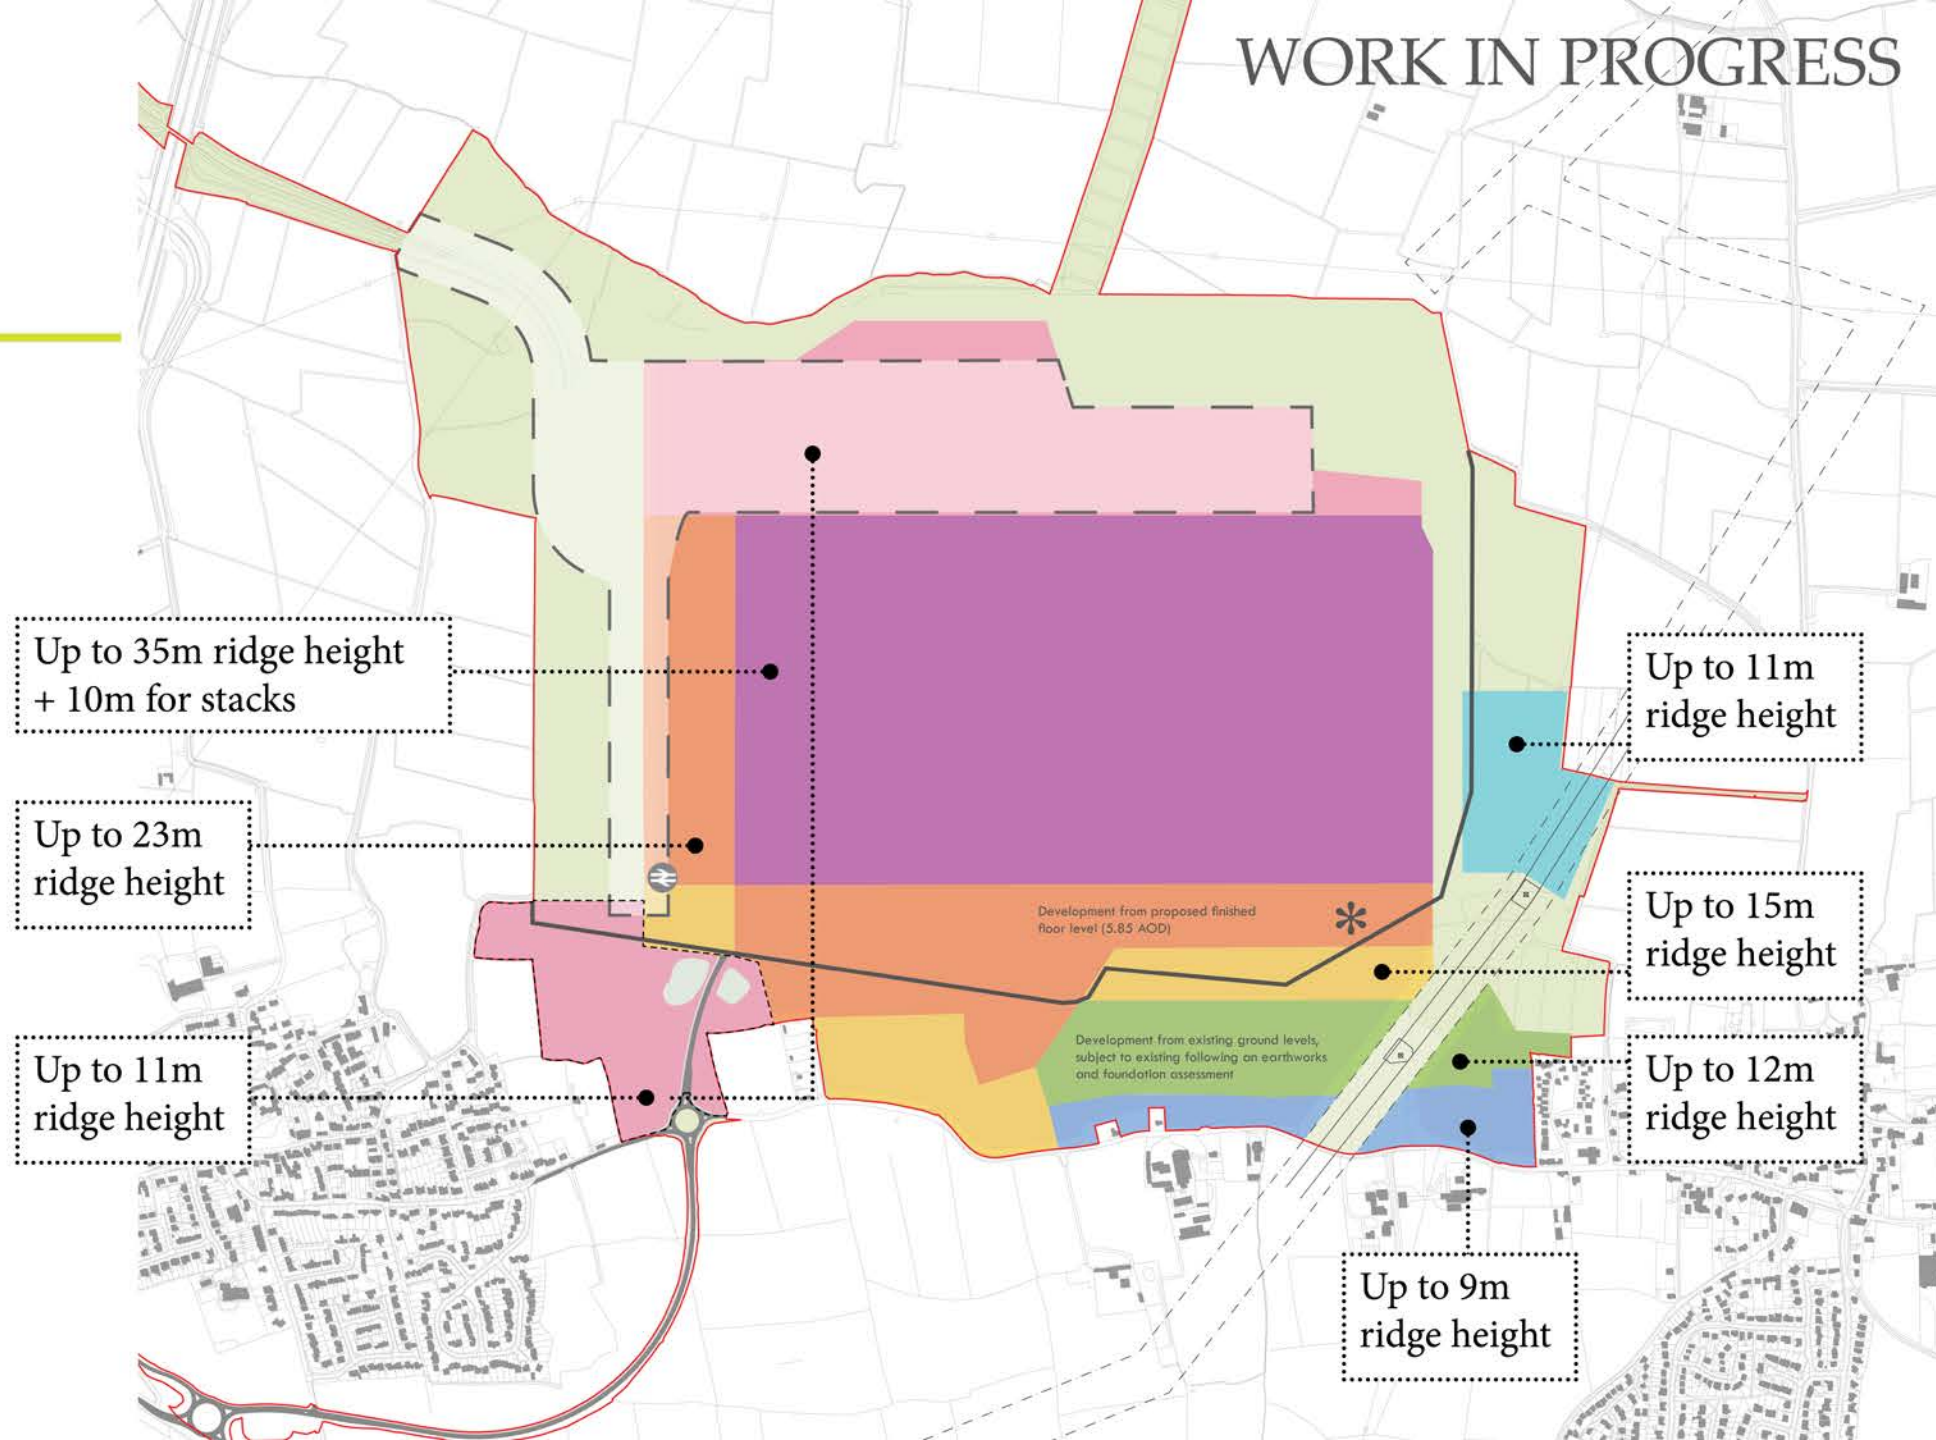 WORK IN PROGRESS
Up to 35m ridge height
+ 10m for stacks
Up to 11m
ridge height
Up to 23m
ridge height
Up to 15m
ridge height
Development from proposed finished
floor level (5.85 AOD)
Up to 11m
ridge height
Development from existing ground levels,
subject to existing following an earthworks
and foundation assessment
Up to 12m
ridge height
Up to 9m
ridge height